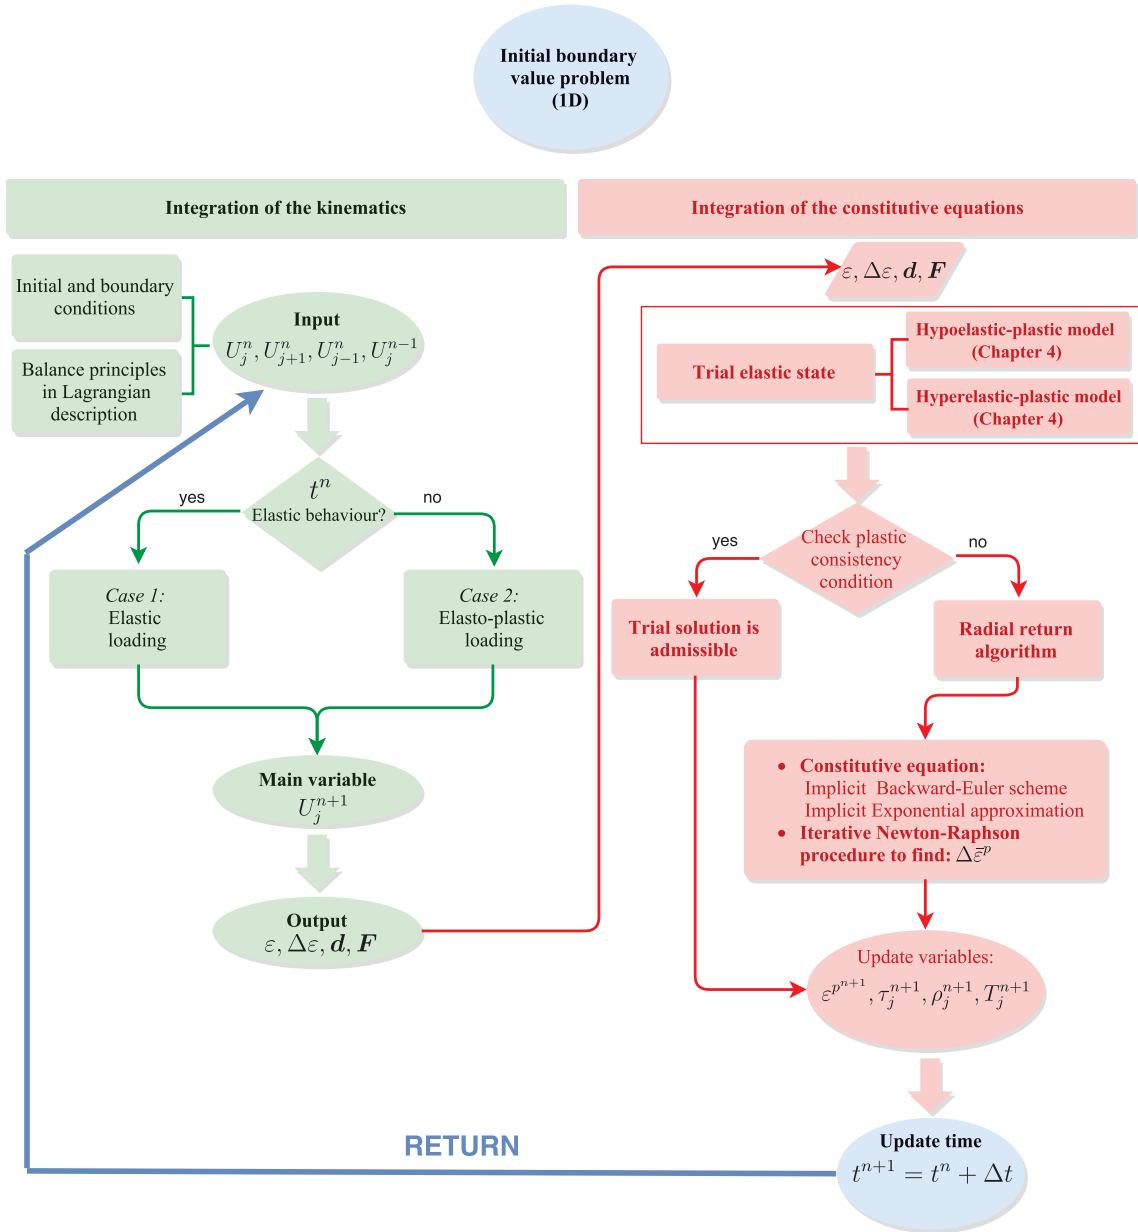 Initial boundary
value problem
(1D)
Integration of the kinematics
Initial and boundary
conditions
Balance principles
in Lagrangian
description
Input
U_j^n, U_{j+1}^n, U_{j-1}^n, U_j^{n-1}
t^n
Elastic behaviour?
yes
no
Case 1:
Elastic
loading
Case 2:
Elasto-plastic
loading
Main variable
U_j^{n+1}
Output
ε, Δε, d, F
Integration of the constitutive equations
ε, Δε, d, F
Trial elastic state
Hypoelastic-plastic model
(Chapter 4)
Hyperelastic-plastic model
(Chapter 4)
Check plastic
consistency
condition
yes
no
Trial solution is
admissible
Radial return
algorithm
• Constitutive equation:
Implicit Backward-Euler scheme
Implicit Exponential approximation
• Iterative Newton-Raphson
procedure to find: Δε̄^p
Update variables:
ε^{p^{n+1}}, τ_j^{n+1}, ρ_j^{n+1}, T_j^{n+1}
Update time
t^{n+1} = t^n + Δt
RETURN